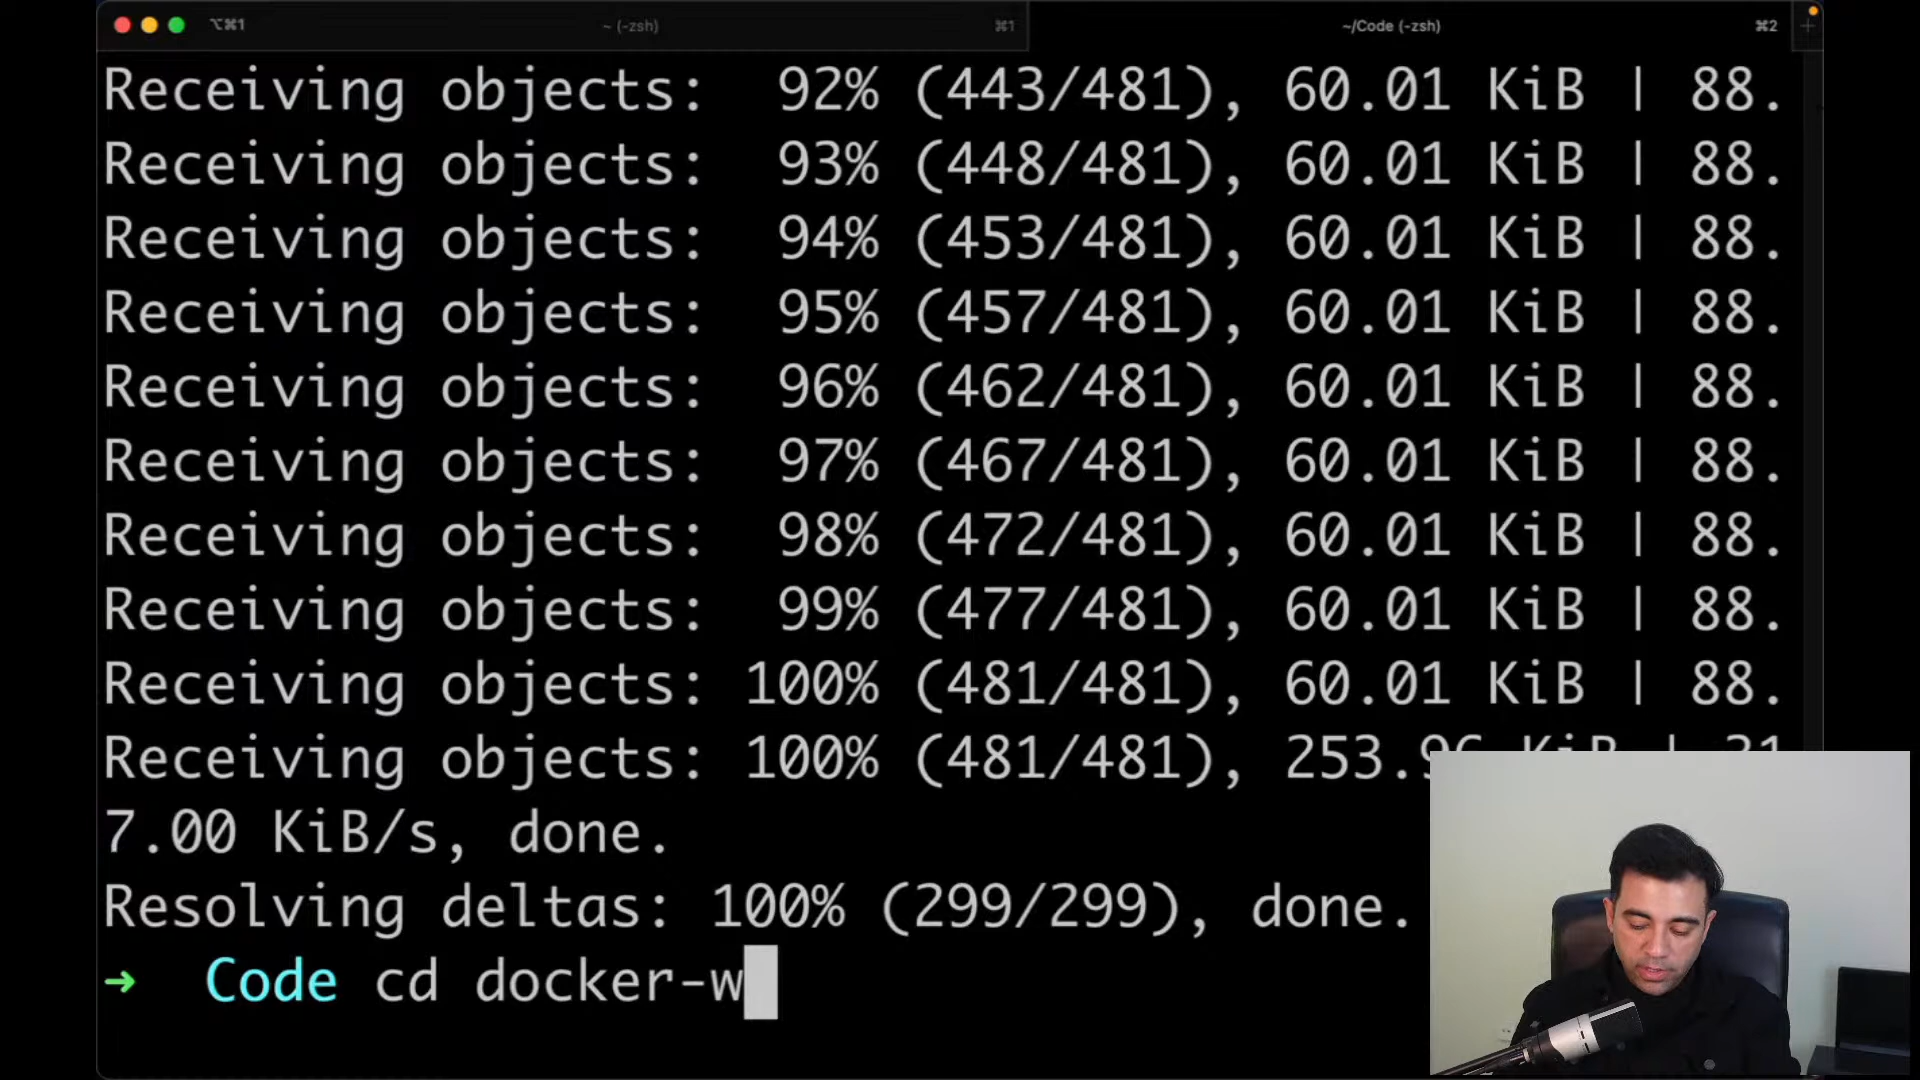 ⌥⌘1 ~ (-zsh) ⌘1 ~/Code (-zsh) ⌘2 +
Receiving objects: 92% (443/481), 60.01 KiB | 88.
Receiving objects: 93% (448/481), 60.01 KiB | 88.
Receiving objects: 94% (453/481), 60.01 KiB | 88.
Receiving objects: 95% (457/481), 60.01 KiB | 88.
Receiving objects: 96% (462/481), 60.01 KiB | 88.
Receiving objects: 97% (467/481), 60.01 KiB | 88.
Receiving objects: 98% (472/481), 60.01 KiB | 88.
Receiving objects: 99% (477/481), 60.01 KiB | 88.
Receiving objects: 100% (481/481), 60.01 KiB | 88.
Receiving objects: 100% (481/481), 253.96 KiB | 31
7.00 KiB/s, done.
Resolving deltas: 100% (299/299), done.
➜ Code cd docker-w